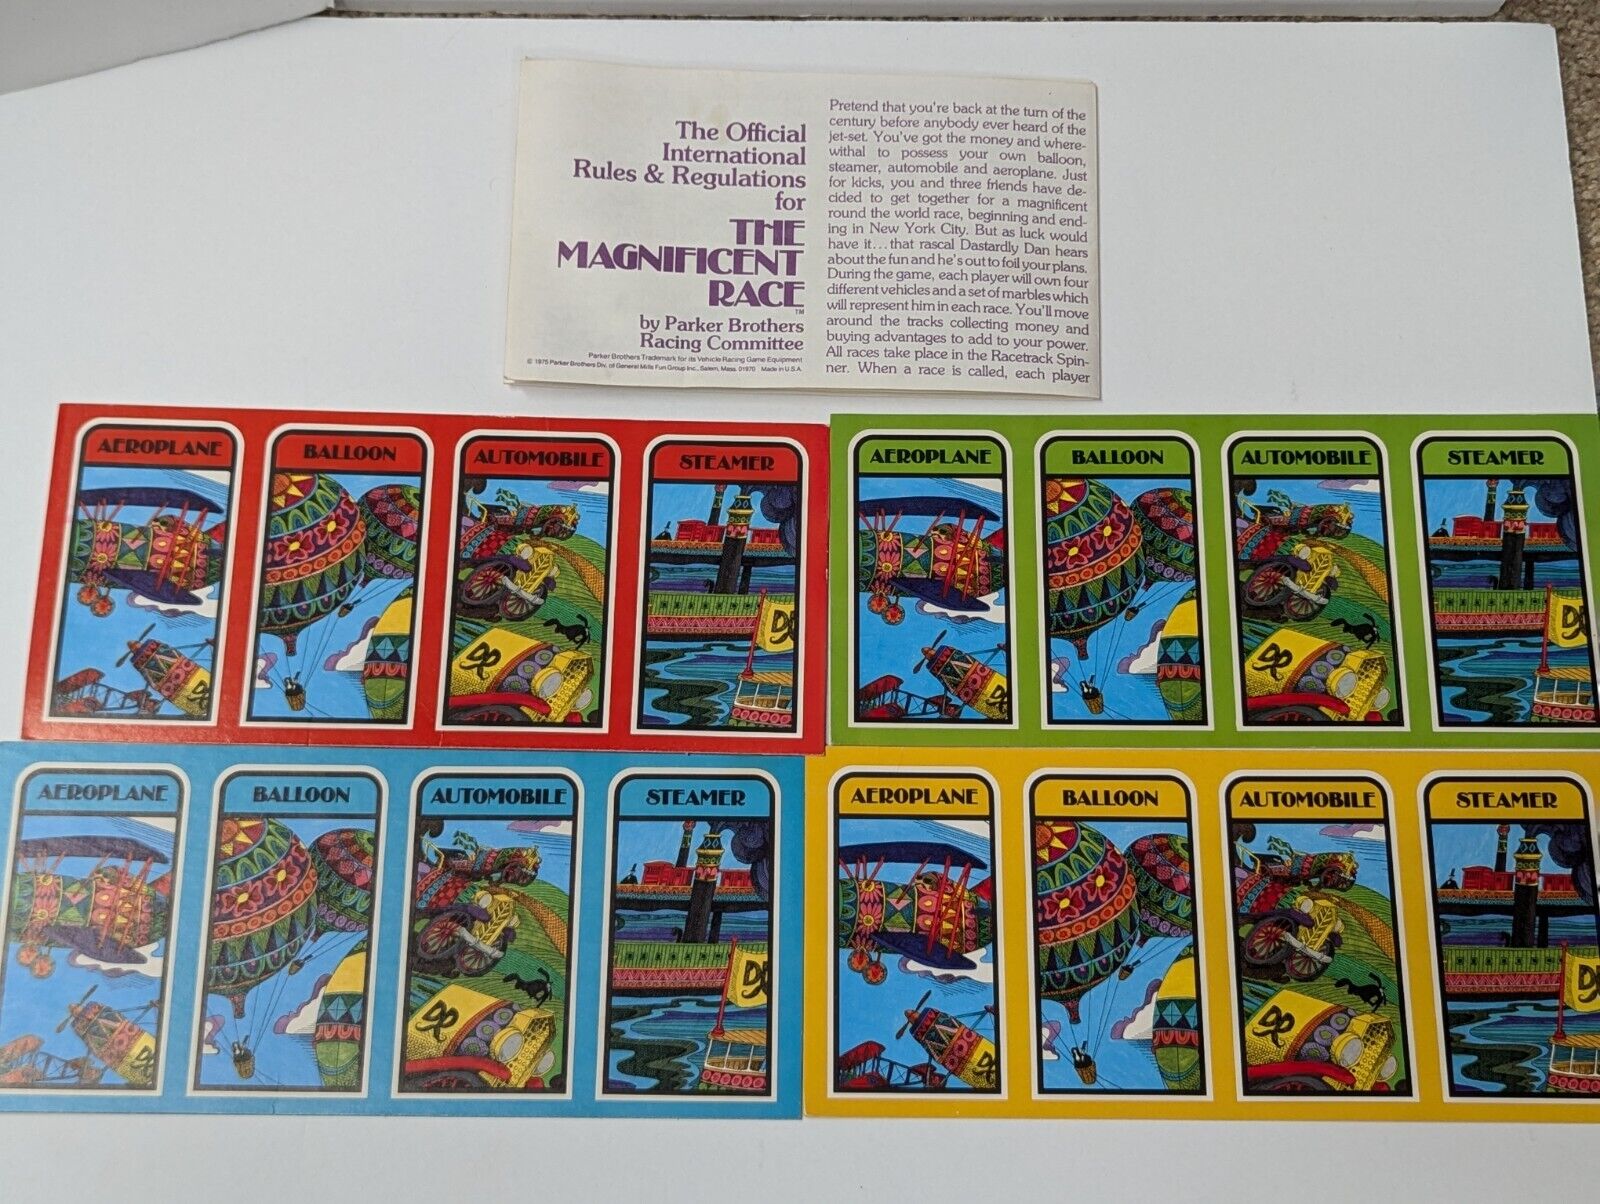 The Official
International
Rules & Regulations
for
THE
MAGNIFICENT
RACE
TM
by Parker Brothers
Racing Committee
Parker Brothers Trademark for its Vehicle Racing Game Equipment
© 1975 Parker Brothers Div. of General Mills Fun Group Inc., Salem, Mass. 01970 Made in U.S.A.
Pretend that you're back at the turn of the
century before anybody ever heard of the
jet-set. You've got the money and where-
withal to possess your own balloon,
steamer, automobile and aeroplane. Just
for kicks, you and three friends have de-
cided to get together for a magnificent
round the world race, beginning and end-
ing in New York City. But as luck would
have it...that rascal Dastardly Dan hears
about the fun and he's out to foil your plans.
During the game, each player will own four
different vehicles and a set of marbles which
will represent him in each race. You'll move
around the tracks collecting money and
buying advantages to add to your power.
All races take place in the Racetrack Spin-
ner. When a race is called, each player
AEROPLANE
BALLOON
AUTOMOBILE
STEAMER
AEROPLANE
BALLOON
AUTOMOBILE
STEAMER
AEROPLANE
BALLOON
AUTOMOBILE
STEAMER
AEROPLANE
BALLOON
AUTOMOBILE
STEAMER